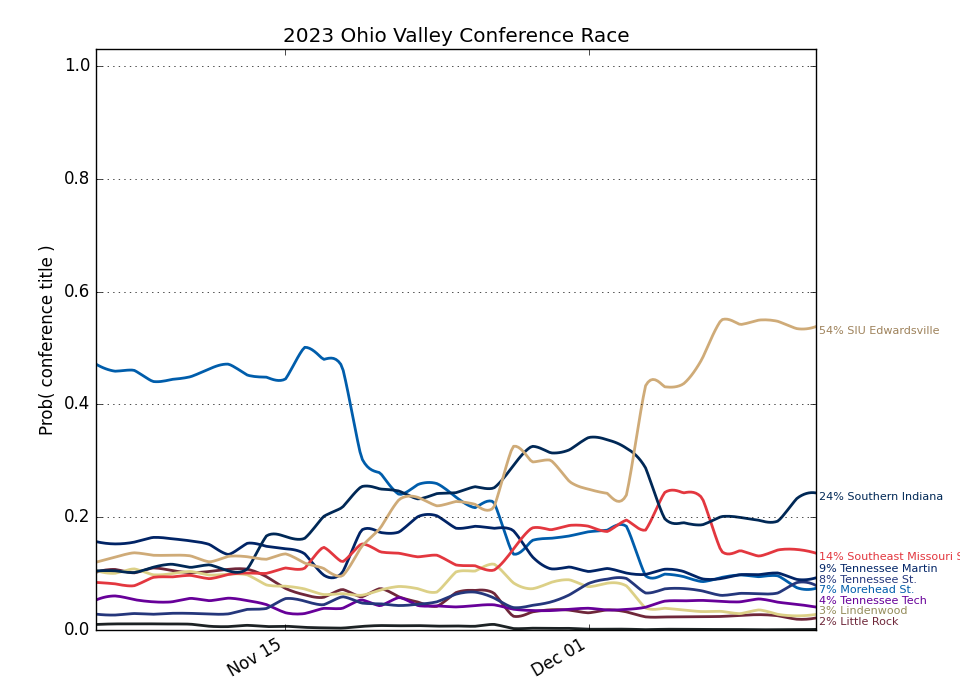 2023 Ohio Valley Conference Race
Prob( conference title )
1.0
0.8
0.6
0.4
0.2
0.0
Nov 15
Dec 01
54% SIU Edwardsville
24% Southern Indiana
14% Southeast Missouri S
9% Tennessee Martin
8% Tennessee St.
7% Morehead St.
4% Tennessee Tech
3% Lindenwood
2% Little Rock